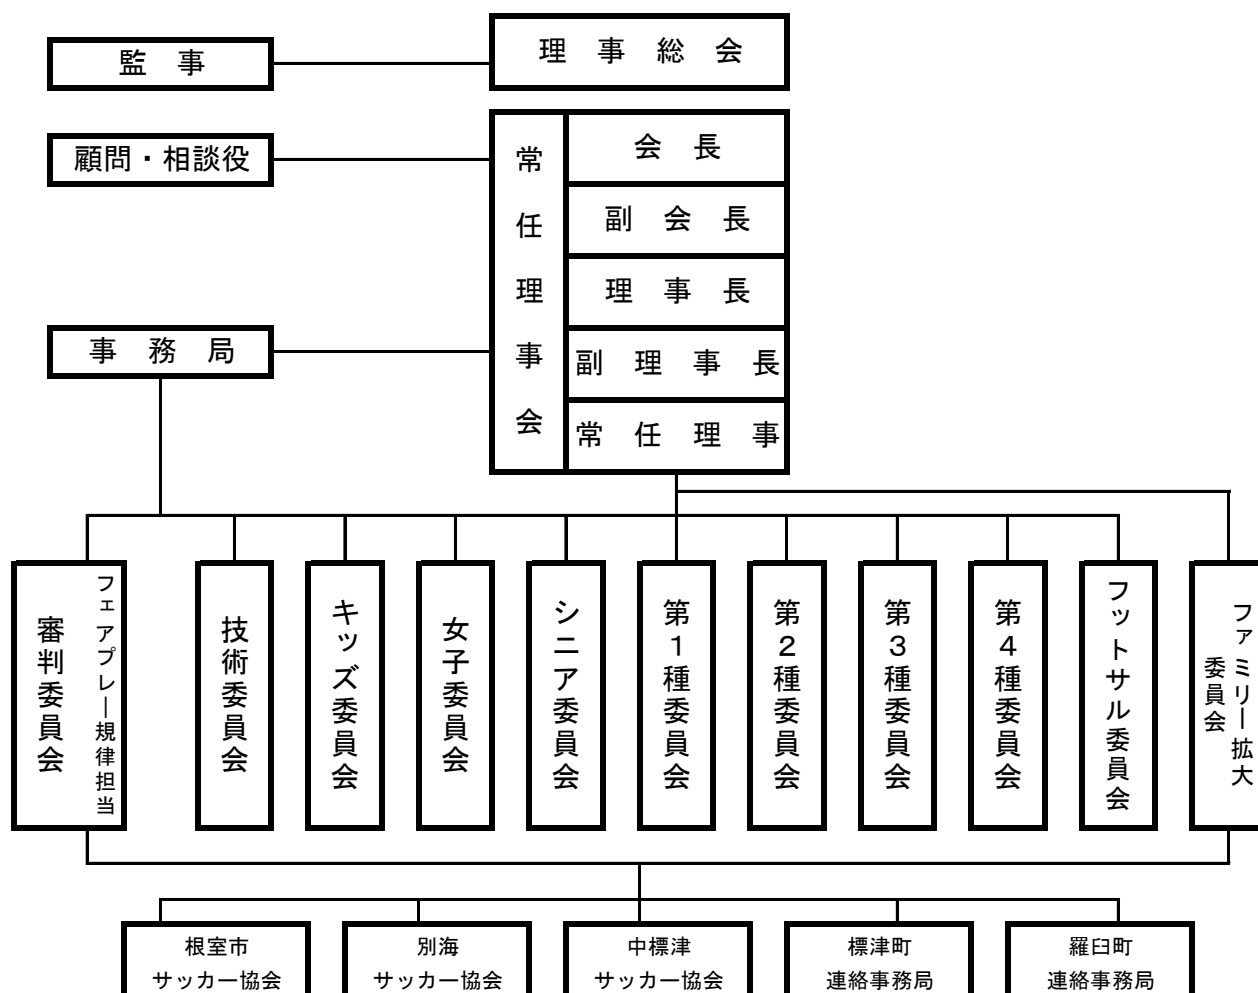 監　事
理　事　総　会
顧問・相談役
常任理事会
会　長
副　会　長
理　事　長
副　理　事　長
常　任　理　事
事　務　局
フェアプレー規律担当
審判委員会
技術委員会
キッズ委員会
女子委員会
シニア委員会
第１種委員会
第２種委員会
第３種委員会
第４種委員会
フットサル委員会
ファミリー拡大
委員会
根室市
サッカー協会
別海
サッカー協会
中標津
サッカー協会
標津町
連絡事務局
羅臼町
連絡事務局